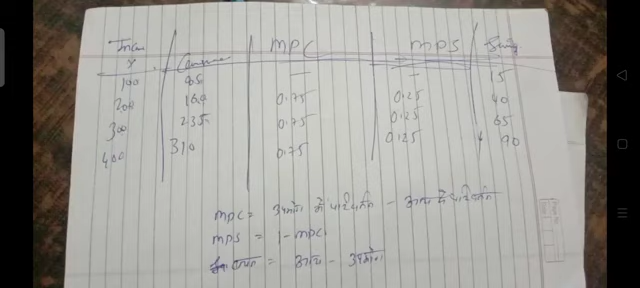 Income Consume MPC MPS Saving
Y
100 85 — — 15
200 160 0.75 0.25 40
300 235 0.75 0.25 65
400 310 0.75 0.25 90
MPC = उपभोग में परिवर्तन - आय में परिवर्तन
MPS = 1 - MPC
बचत = आय - उपभोग